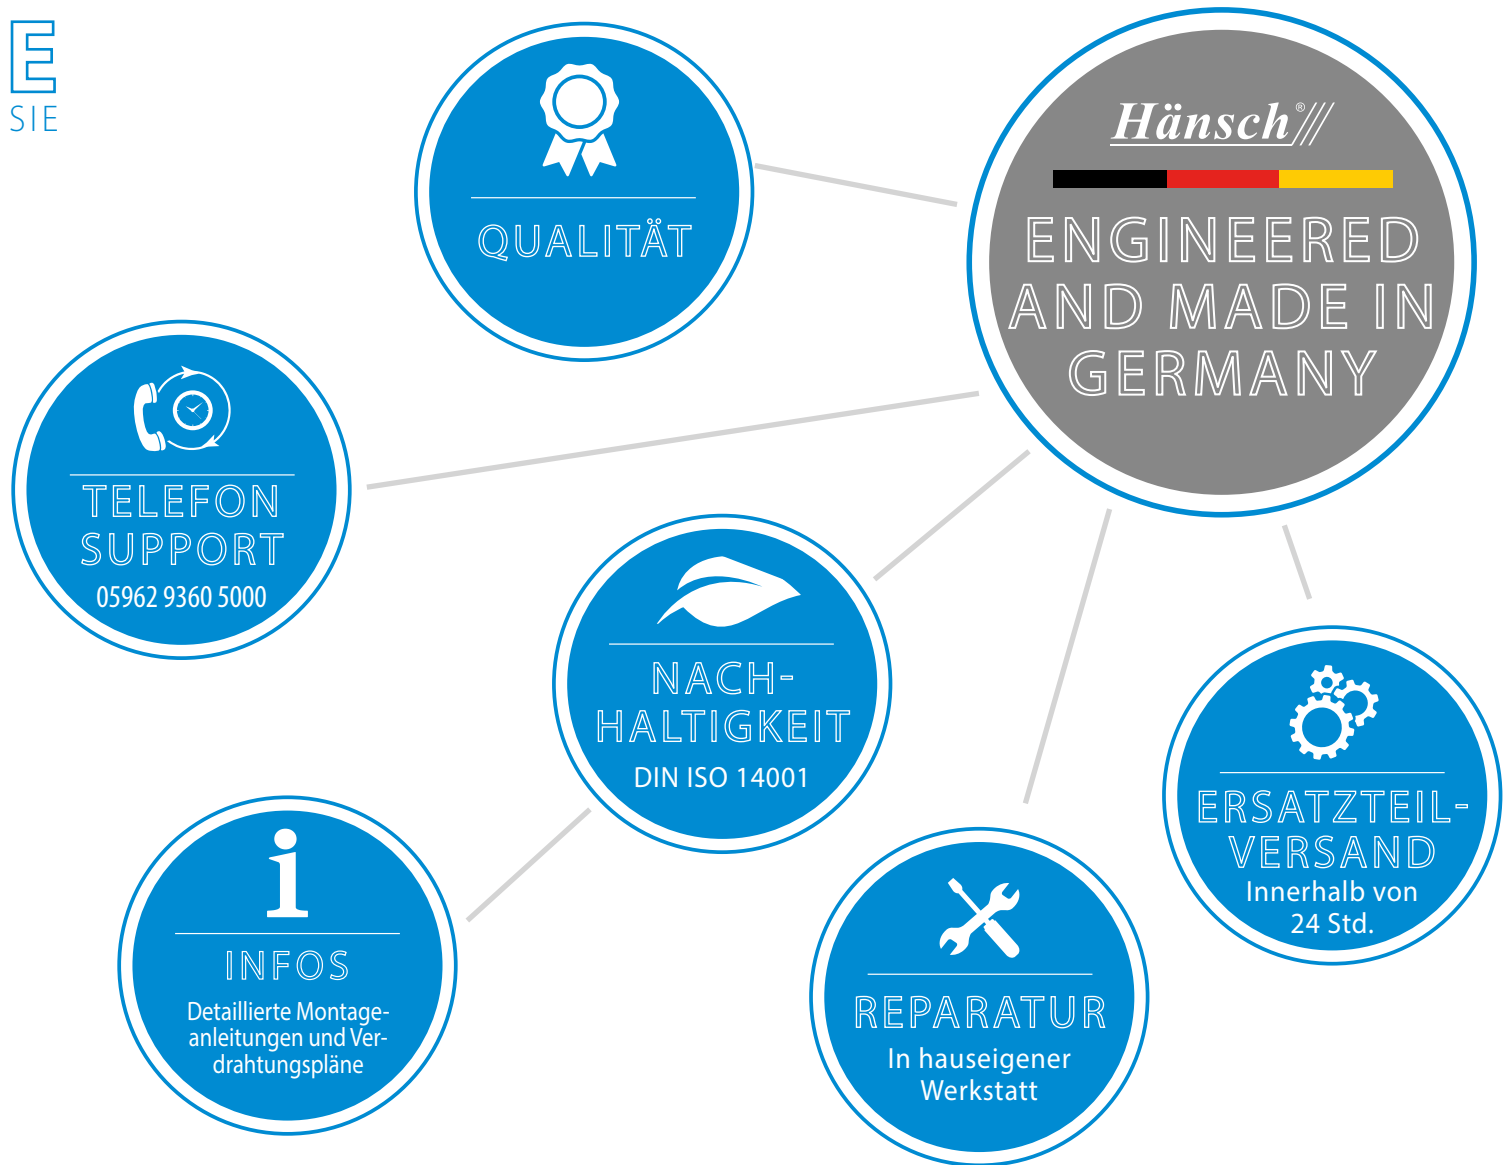 E
SIE
QUALITÄT
Hänsch®
ENGINEERED
AND MADE IN
GERMANY
TELEFON
SUPPORT
05962 9360 5000
NACH-
HALTIGKEIT
DIN ISO 14001
ERSATZTEIL-
VERSAND
Innerhalb von
24 Std.
INFOS
Detaillierte Montage-
anleitungen und Ver-
drahtungspläne
REPARATUR
In hauseigener
Werkstatt